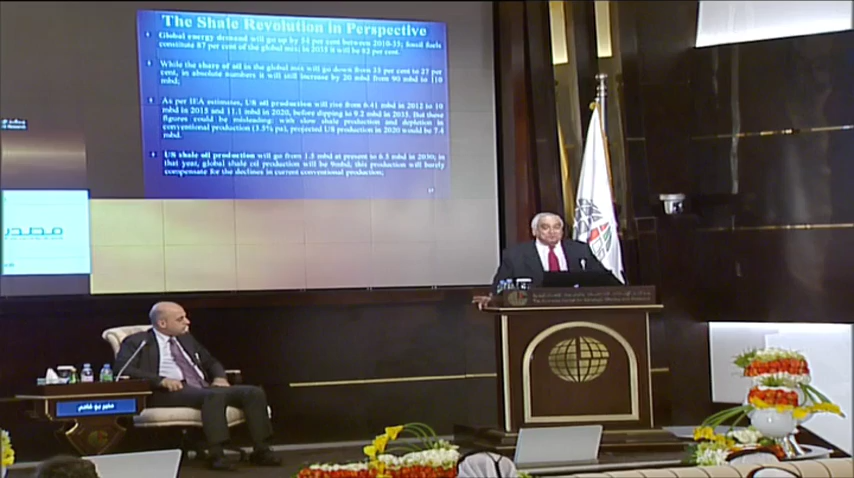 The Shale Revolution in Perspective
• Global energy demand will go up by 34 per cent between 2010-35; fossil fuels
constitute 87 per cent of the global mix; in 2035 it will be 82 per cent.
• While the share of oil in the global mix will go down from 33 per cent to 27 per
cent, in absolute numbers it will still increase by 20 mbd from 90 mbd to 110
mbd;
• As per IEA estimates, US oil production will rise from 6.41 mbd in 2012 to 10
mbd in 2015 and 11.1 mbd in 2020, before dipping to 9.2 mbd in 2035. But these
figures could be misleading: with slow shale production and depletion in
conventional production (3.5% pa), projected US production in 2020 would be 7.4
mbd.
• US shale oil production will go from 1.5 mbd at present to 6.5 mbd in 2030; in
that year, global shale oil production will be 9mbd; this production will barely
compensate for the declines in current conventional production;
مصدر